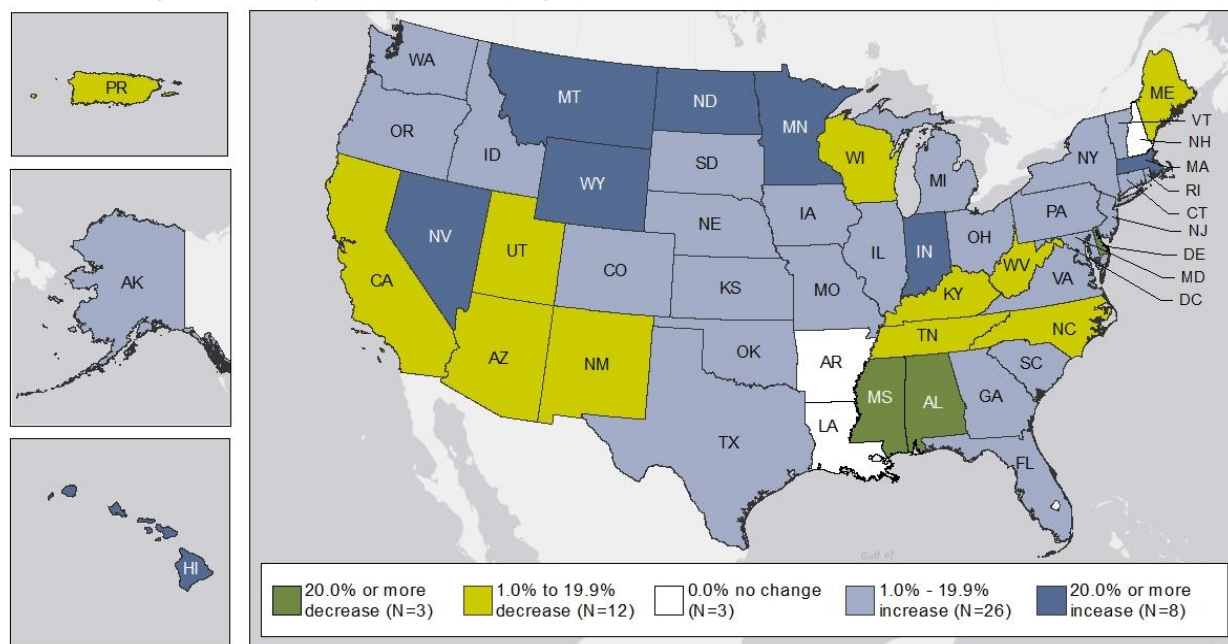 PR
AK
HI
WA
MT
ND
MN
ME
VT
OR
ID
SD
WI
NH
WY
MI
NY
MA
RI
CT
NV
NE
IA
PA
NJ
UT
IL
IN
OH
DE
CA
CO
WV
MD
KS
MO
KY
VA
DC
AZ
NM
OK
TN
NC
AR
SC
MS
AL
GA
TX
LA
FL
Gulf of
20.0% or more
decrease (N=3)
1.0% to 19.9%
decrease (N=12)
0.0% no change
(N=3)
1.0% - 19.9%
increase (N=26)
20.0% or more
incease (N=8)